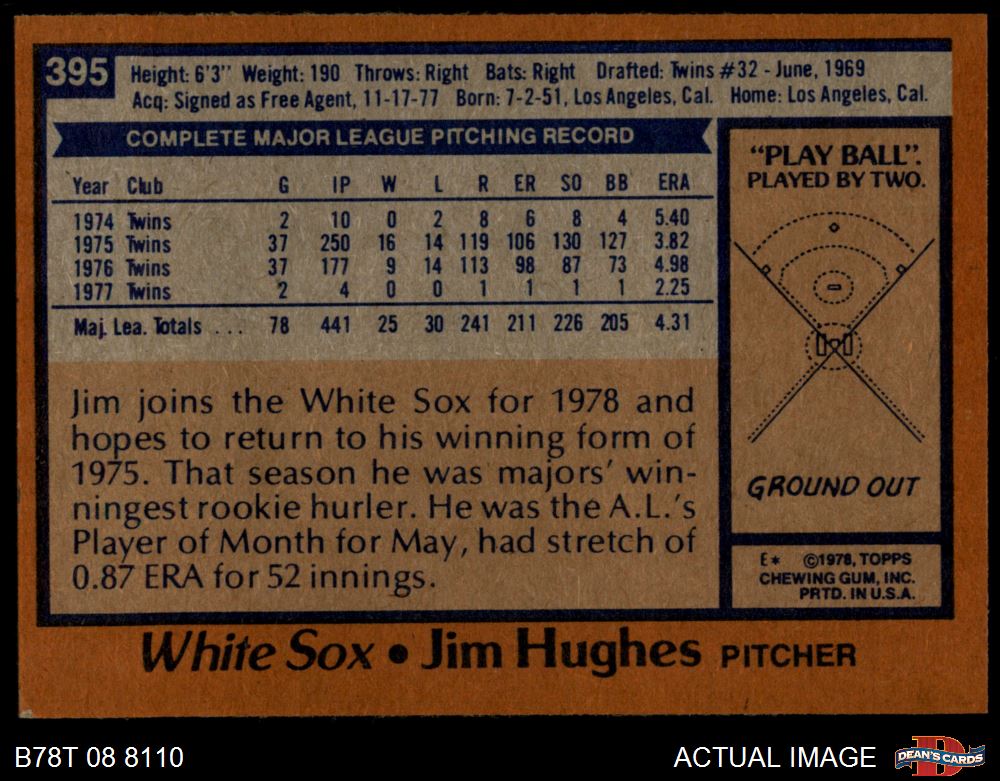 395
Height: 6'3" Weight: 190 Throws: Right Bats: Right Drafted: Twins #32 - June, 1969
Acq: Signed as Free Agent, 11-17-77 Born: 7-2-51, Los Angeles, Cal. Home: Los Angeles, Cal.
COMPLETE MAJOR LEAGUE PITCHING RECORD
Year Club G IP W L R ER SO BB ERA
1974 Twins 2 10 0 2 8 6 8 4 5.40
1975 Twins 37 250 16 14 119 106 130 127 3.82
1976 Twins 37 177 9 14 113 98 87 73 4.98
1977 Twins 2 4 0 0 1 1 1 1 2.25
Maj. Lea. Totals ... 78 441 25 30 241 211 226 205 4.31
Jim joins the White Sox for 1978 and
hopes to return to his winning form of
1975. That season he was majors' win-
ningest rookie hurler. He was the A.L.'s
Player of Month for May, had stretch of
0.87 ERA for 52 innings.
"PLAY BALL".
PLAYED BY TWO.
GROUND OUT
E* ©1978, TOPPS
CHEWING GUM, INC.
PRTD. IN U.S.A.
White Sox • Jim Hughes PITCHER
B78T 08 8110
ACTUAL IMAGE
D
DEAN'S CARDS